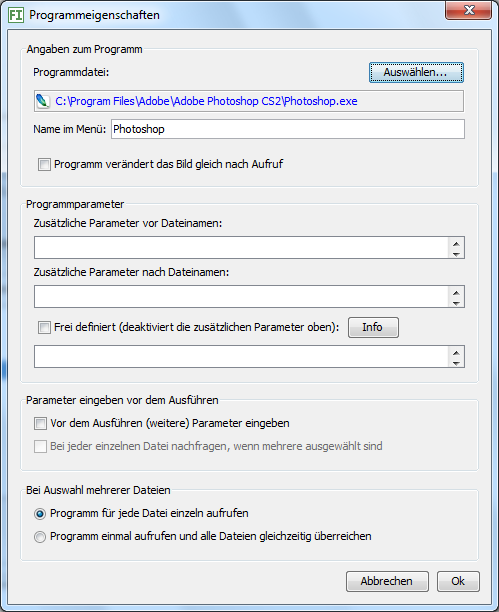 FI Programmeigenschaften
Angaben zum Programm
Programmdatei:
Auswählen...
C:\Program Files\Adobe\Adobe Photoshop CS2\Photoshop.exe
Name im Menü: Photoshop
Programm verändert das Bild gleich nach Aufruf
Programmparameter
Zusätzliche Parameter vor Dateinamen:
Zusätzliche Parameter nach Dateinamen:
Frei definiert (deaktiviert die zusätzlichen Parameter oben): Info
Parameter eingeben vor dem Ausführen
Vor dem Ausführen (weitere) Parameter eingeben
Bei jeder einzelnen Datei nachfragen, wenn mehrere ausgewählt sind
Bei Auswahl mehrerer Dateien
Programm für jede Datei einzeln aufrufen
Programm einmal aufrufen und alle Dateien gleichzeitig überreichen
Abbrechen Ok